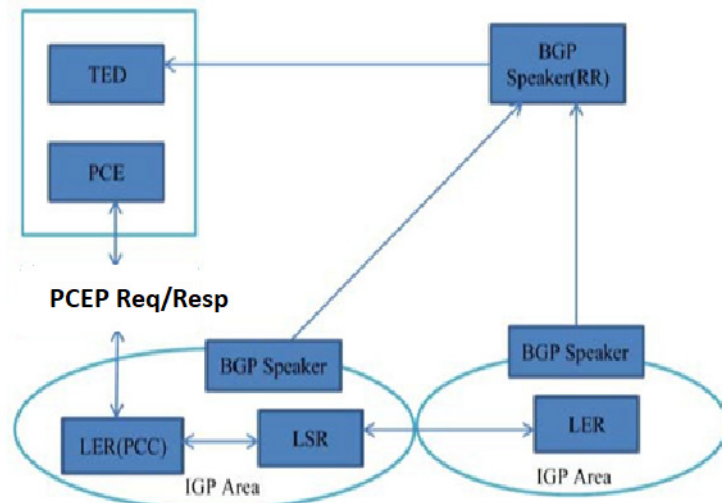 TED
BGP
Speaker(RR)
PCE
PCEP Req/Resp
BGP Speaker
BGP Speaker
LER(PCC)
LSR
LER
IGP Area
IGP Area